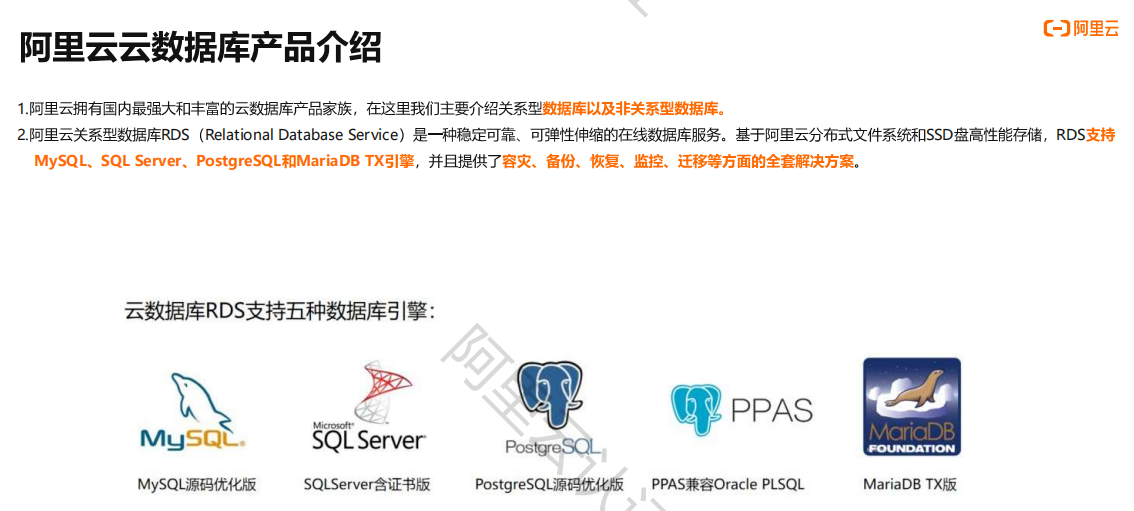 阿里云云数据库产品介绍
阿里云
1.阿里云拥有国内最强大和丰富的云数据库产品家族，在这里我们主要介绍关系型数据库以及非关系型数据库。
2.阿里云关系型数据库RDS（Relational Database Service）是一种稳定可靠、可弹性伸缩的在线数据库服务。基于阿里云分布式文件系统和SSD盘高性能存储，RDS支持
MySQL、SQL Server、PostgreSQL和MariaDB TX引擎，并且提供了容灾、备份、恢复、监控、迁移等方面的全套解决方案。
云数据库RDS支持五种数据库引擎：
MySQL
Microsoft
SQL Server
PostgreSQL
PPAS
MariaDB
FOUNDATION
MySQL源码优化版
SQLServer含证书版
PostgreSQL源码优化版
PPAS兼容Oracle PLSQL
MariaDB TX版
阿里云认证